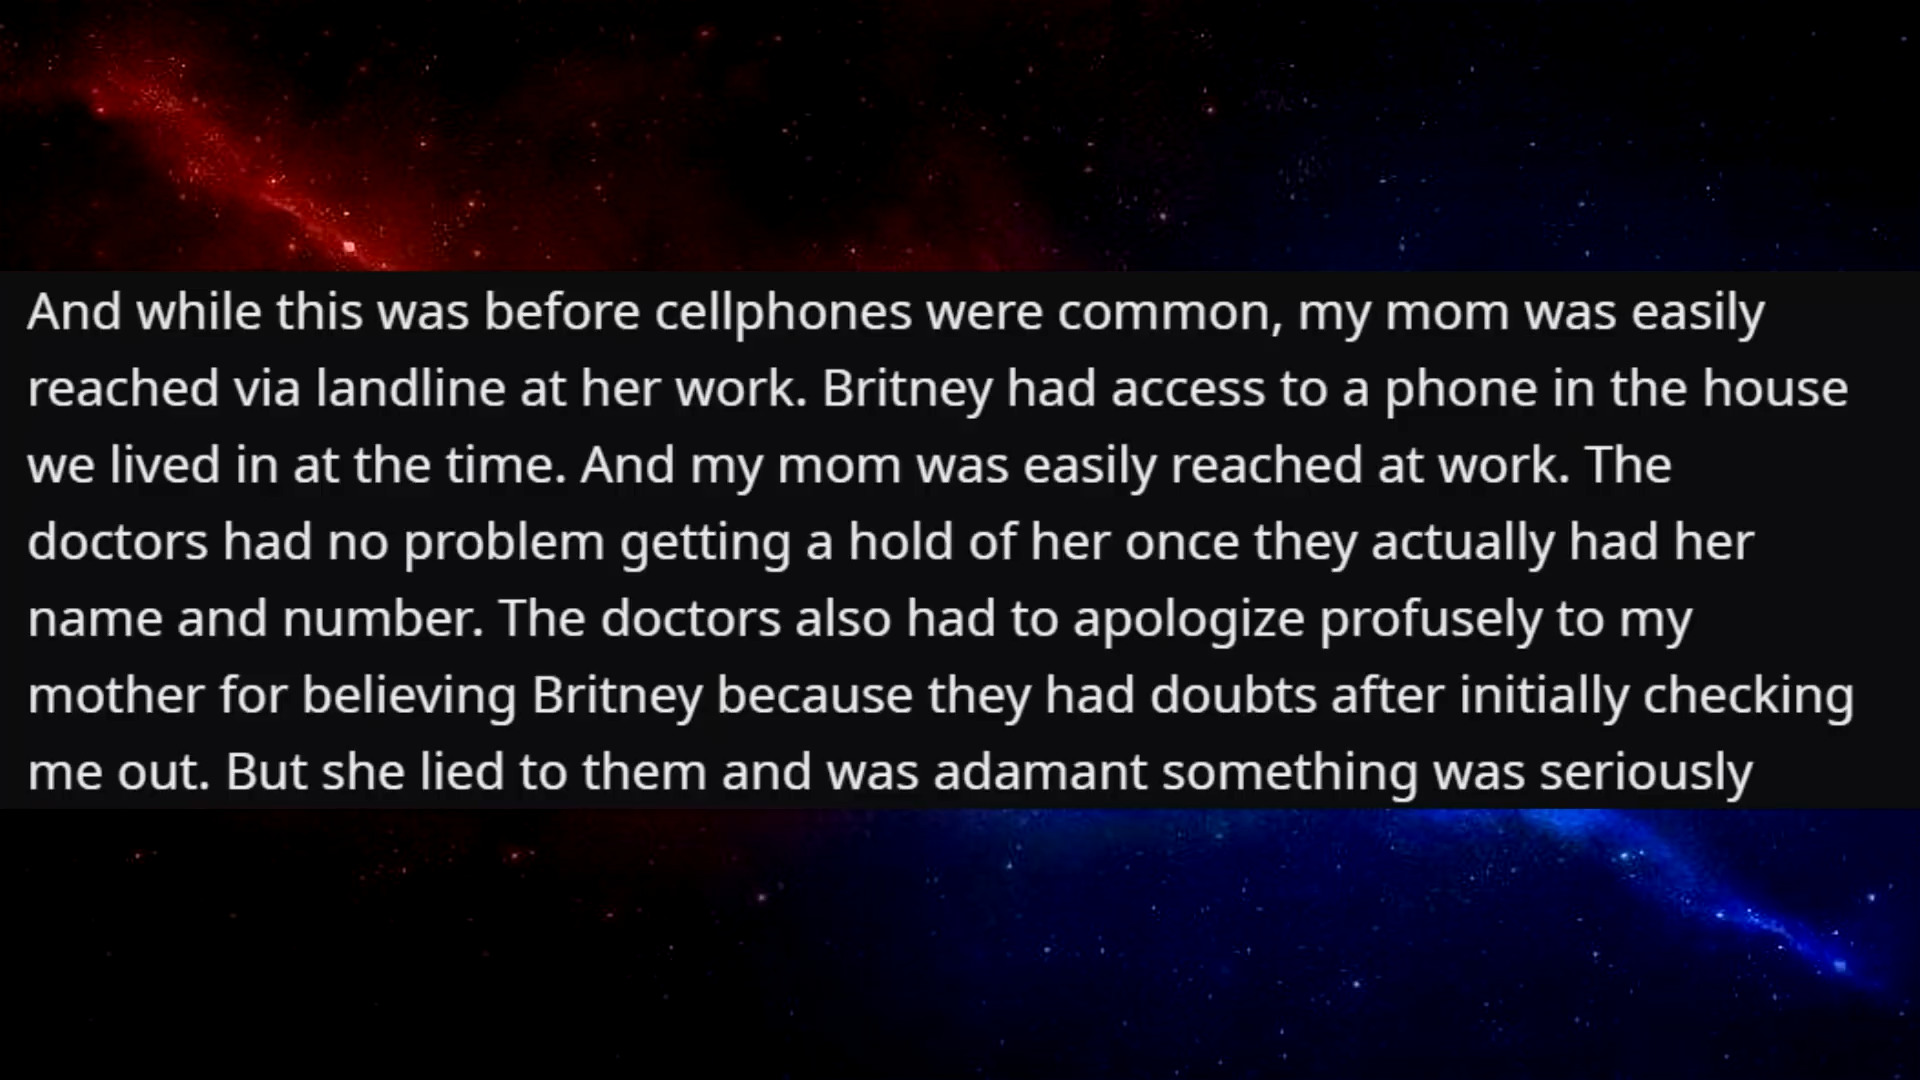 And while this was before cellphones were common, my mom was easily
reached via landline at her work. Britney had access to a phone in the house
we lived in at the time. And my mom was easily reached at work. The
doctors had no problem getting a hold of her once they actually had her
name and number. The doctors also had to apologize profusely to my
mother for believing Britney because they had doubts after initially checking
me out. But she lied to them and was adamant something was seriously